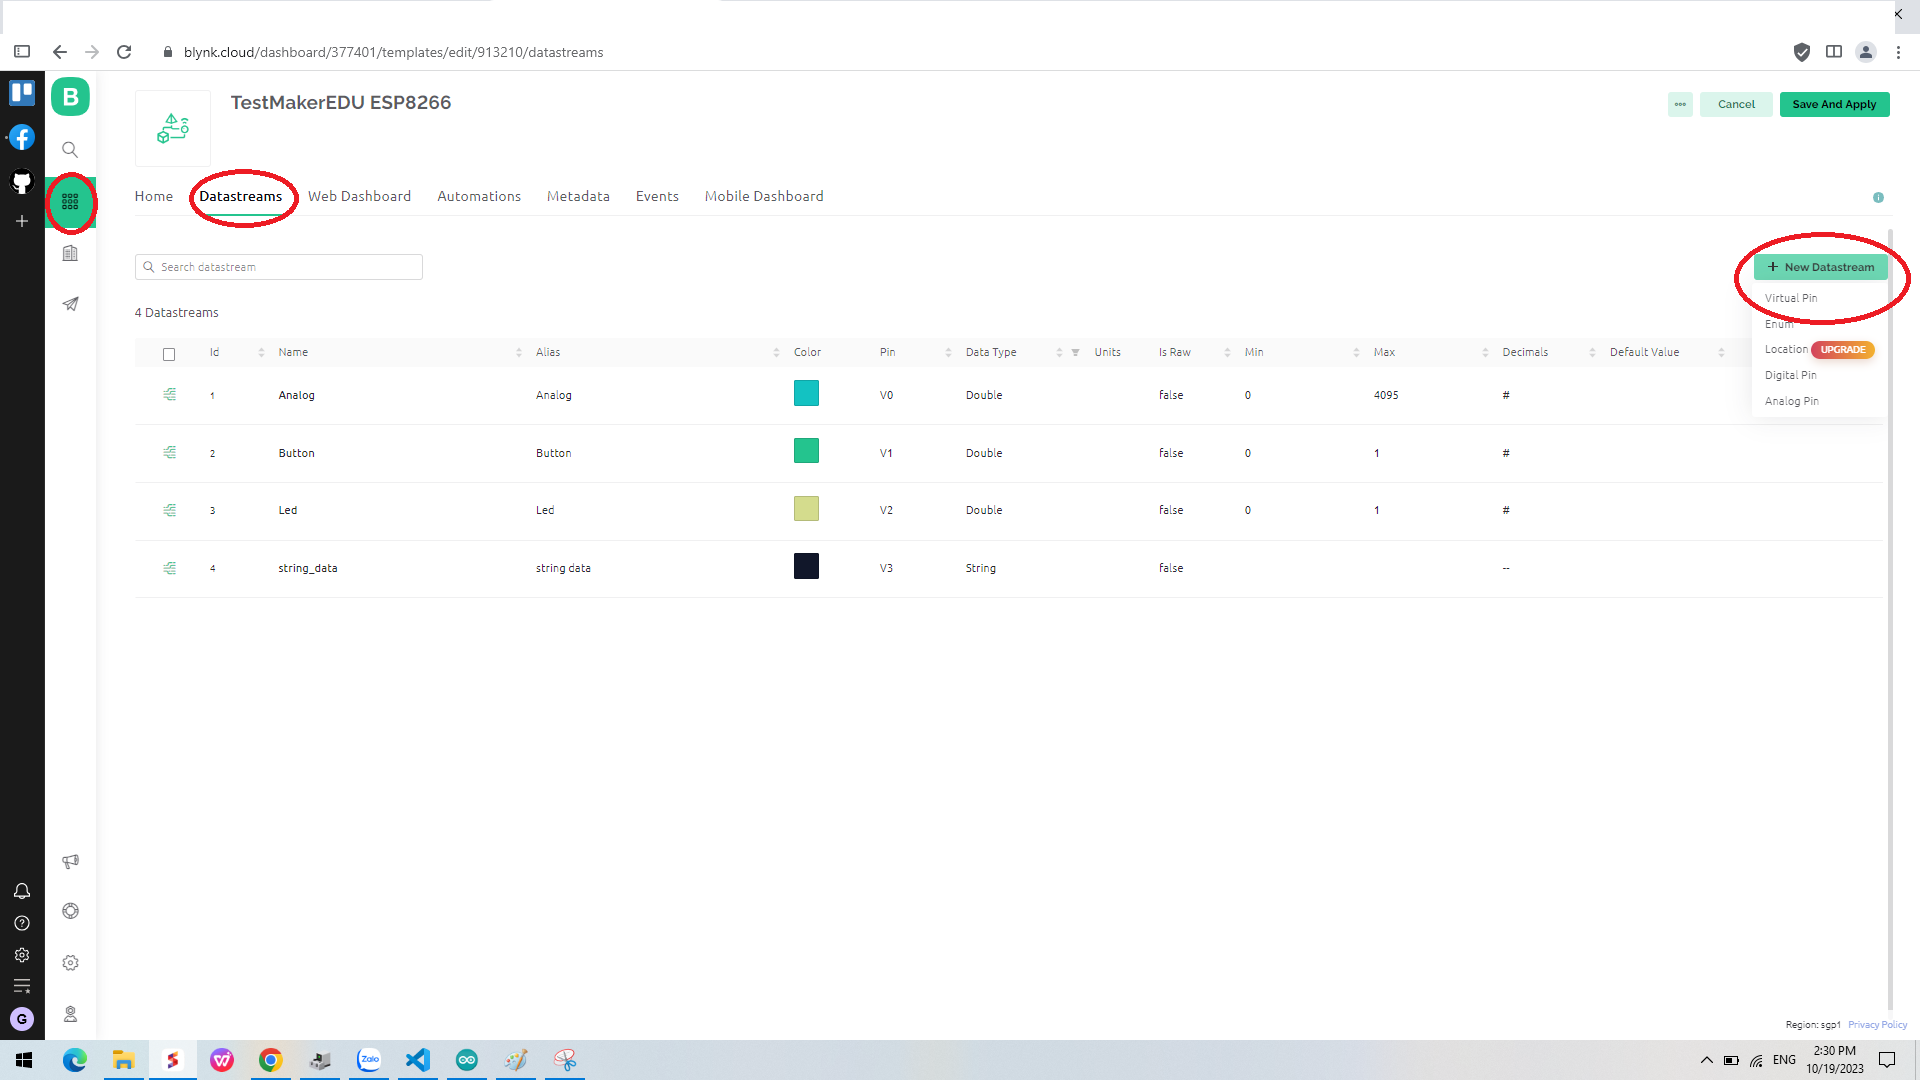 blynk.cloud/dashboard/377401/templates/edit/913210/datastreams
B
TestMakerEDU ESP8266
Cancel
Save And Apply
Home
Datastreams
Web Dashboard
Automations
Metadata
Events
Mobile Dashboard
Search datastream
+ New Datastream
Virtual Pin
Enum
Location UPGRADE
Digital Pin
Analog Pin
4 Datastreams
Id Name Alias Color Pin Data Type Units Is Raw Min Max Decimals Default Value
1 Analog Analog V0 Double false 0 4095 #
2 Button Button V1 Double false 0 1 #
3 Led Led V2 Double false 0 1 #
4 string_data string data V3 String false --
G
Region: sgp1 Privacy Policy
Zalo
ENG
2:30 PM
10/19/2023